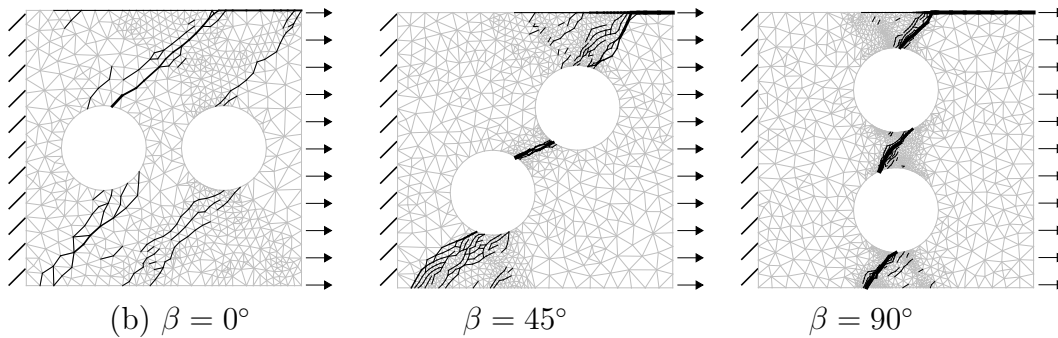 (b) β = 0° β = 45° β = 90°